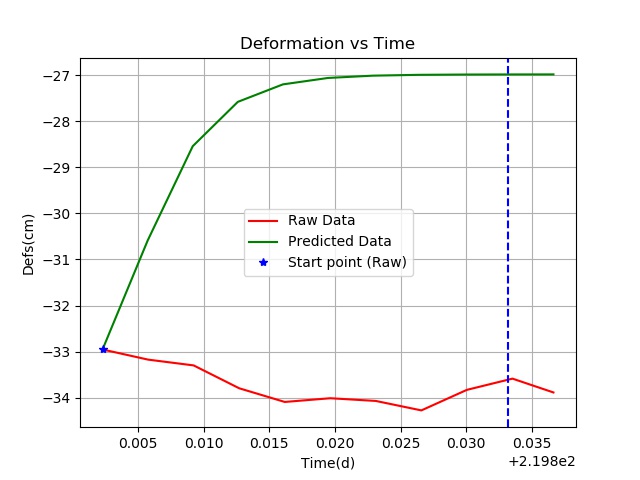 Deformation vs Time
Defs(cm)
−27
−28
−29
−30
−31
−32
−33
−34
Raw Data
Predicted Data
Start point (Raw)
0.005 0.010 0.015 0.020 0.025 0.030 0.035
Time(d)
+2.198e2